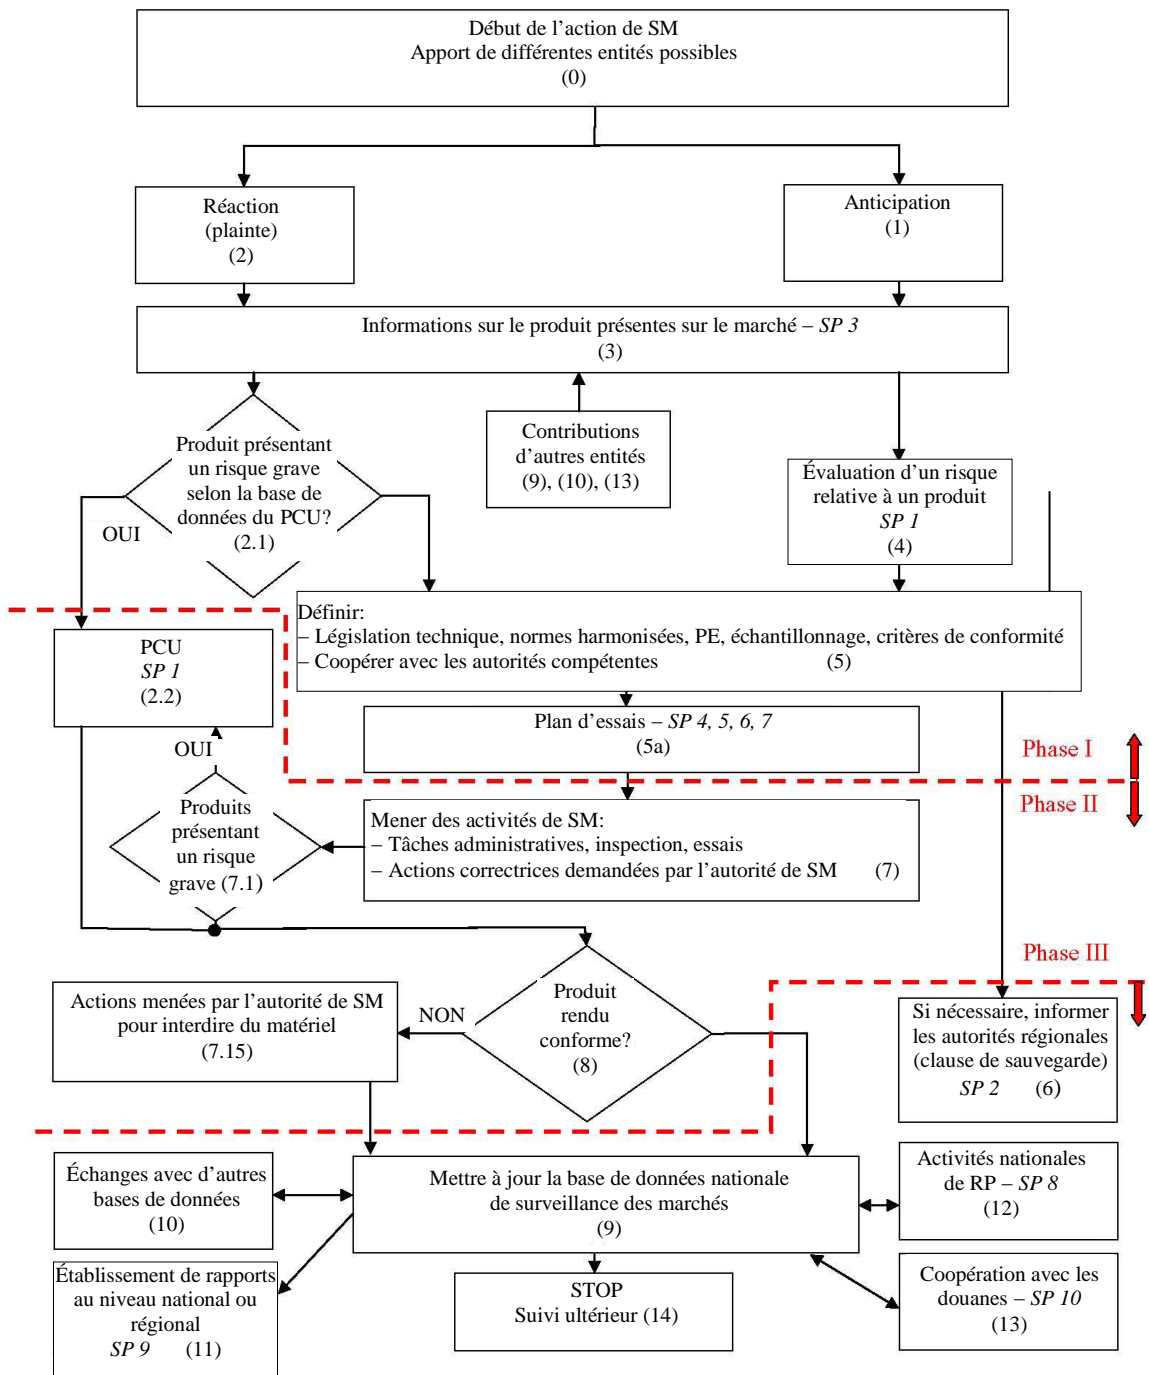 Début de l’action de SM
Apport de différentes entités possibles
(0)
Réaction
(plainte)
(2)
Anticipation
(1)
Informations sur le produit présentes sur le marché – SP 3
(3)
Produit présentant
un risque grave
selon la base de
données du PCU?
(2.1)
OUI
Contributions
d'autres entités
(9), (10), (13)
Évaluation d’un risque
relative à un produit
SP 1
(4)
Définir:
– Législation technique, normes harmonisées, PE, échantillonnage, critères de conformité
– Coopérer avec les autorités compétentes (5)
PCU
SP 1
(2.2)
Plan d’essais – SP 4, 5, 6, 7
(5a)
OUI
Phase I
Phase II
Produits
présentant
un risque
grave (7.1)
Mener des activités de SM:
– Tâches administratives, inspection, essais
– Actions correctrices demandées par l’autorité de SM (7)
Phase III
Actions menées par l’autorité de SM
pour interdire du matériel
(7.15)
NON
Produit
rendu
conforme?
(8)
Si nécessaire, informer
les autorités régionales
(clause de sauvegarde)
SP 2 (6)
Échanges avec d’autres
bases de données
(10)
Mettre à jour la base de données nationale
de surveillance des marchés
(9)
Activités nationales
de RP – SP 8
(12)
Établissement de rapports
au niveau national ou
régional
SP 9 (11)
STOP
Suivi ultérieur (14)
Coopération avec les
douanes – SP 10
(13)